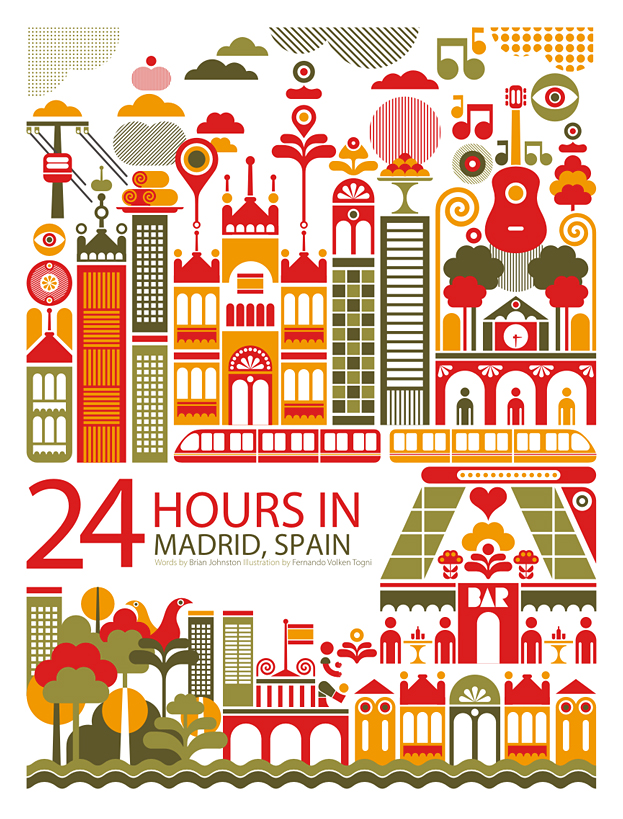 24 HOURS IN
MADRID, SPAIN
Words by Brian Johnston Illustration by Fernando Volken Togni
BAR